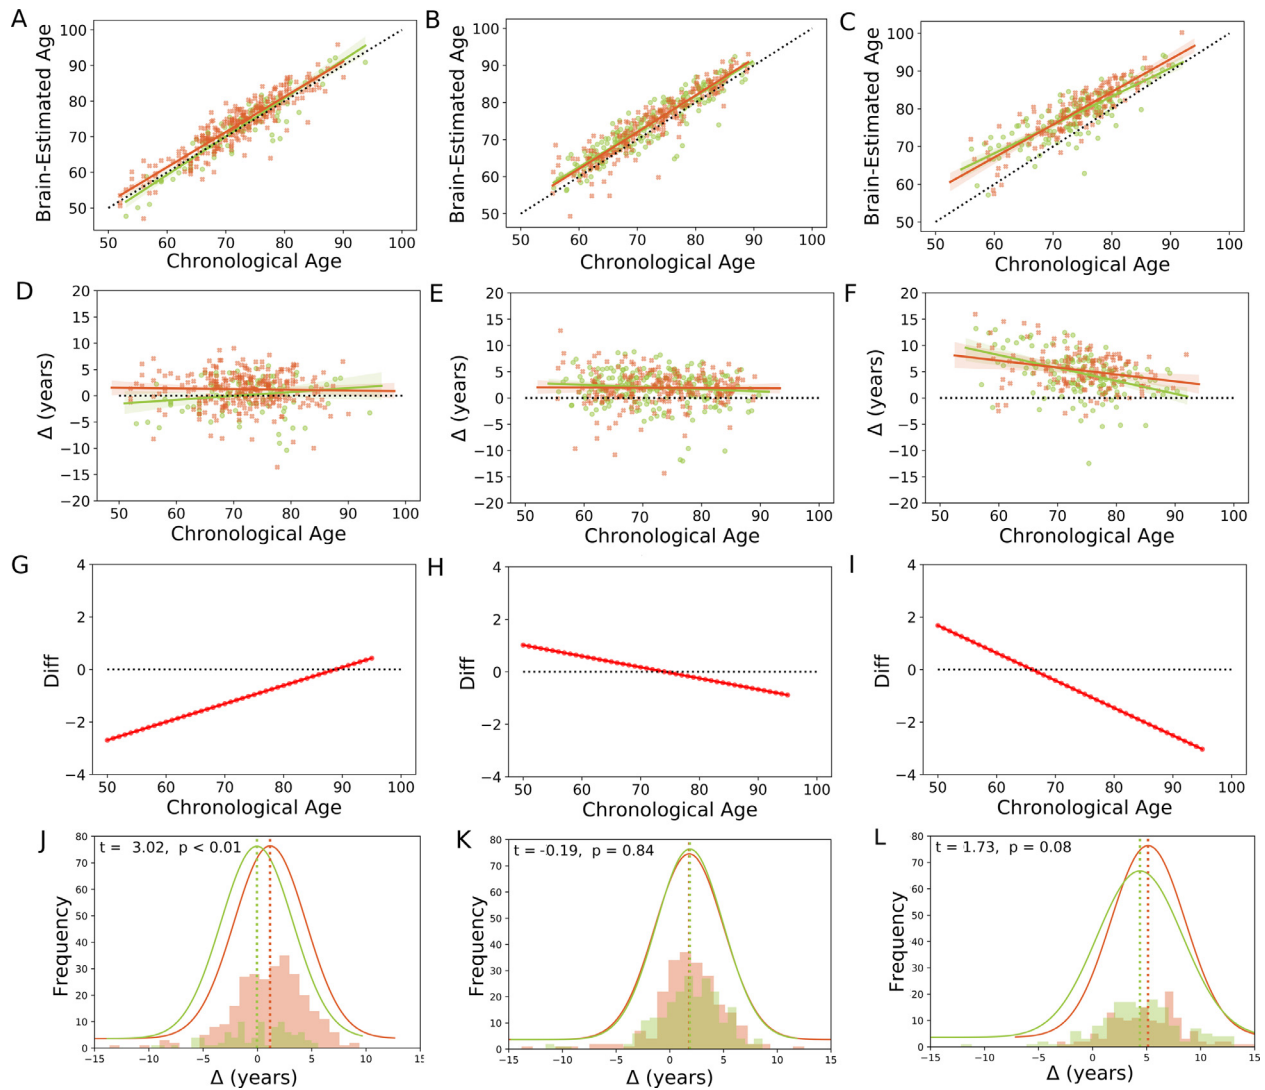 A
B
C
Brain-Estimated Age
100
90
80
70
60
50
50 60 70 80 90 100
Chronological Age
Brain-Estimated Age
100
90
80
70
60
50
50 60 70 80 90 100
Chronological Age
Brain-Estimated Age
100
90
80
70
60
50
50 60 70 80 90 100
Chronological Age
D
E
F
Δ (years)
20
15
10
5
0
−5
−10
−15
−20
50 60 70 80 90 100
Chronological Age
Δ (years)
20
15
10
5
0
−5
−10
−15
−20
50 60 70 80 90 100
Chronological Age
Δ (years)
20
15
10
5
0
−5
−10
−15
−20
50 60 70 80 90 100
Chronological Age
G
H
I
Diff
4
2
0
−2
−4
50 60 70 80 90 100
Chronological Age
Diff
4
2
0
−2
−4
50 60 70 80 90 100
Chronological Age
Diff
4
2
0
−2
−4
50 60 70 80 90 100
Chronological Age
J
K
L
t = 3.02, p < 0.01
Frequency
80
70
60
50
40
30
20
10
0
−15 −10 −5 0 5 10 15
Δ (years)
t = -0.19, p = 0.84
Frequency
80
70
60
50
40
30
20
10
0
−10 −5 0 5 10 15
Δ (years)
t = 1.73, p = 0.08
Frequency
80
70
60
50
40
30
20
10
0
−15 −10 −5 0 5 10 15
Δ (years)